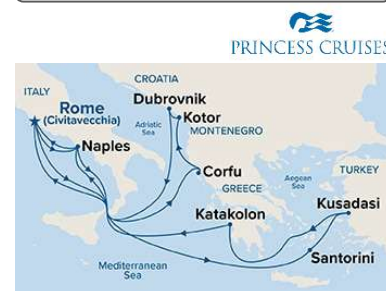 PRINCESS CRUISES
CROATIA
ITALY
Dubrovnik
Rome
(Civitavecchia)
Kotor
Adriatic
Sea
MONTENEGRO
Naples
Corfu
TURKEY
Aegean
Sea
GREECE
Kusadasi
Katakolon
Santorini
Mediterranean
Sea